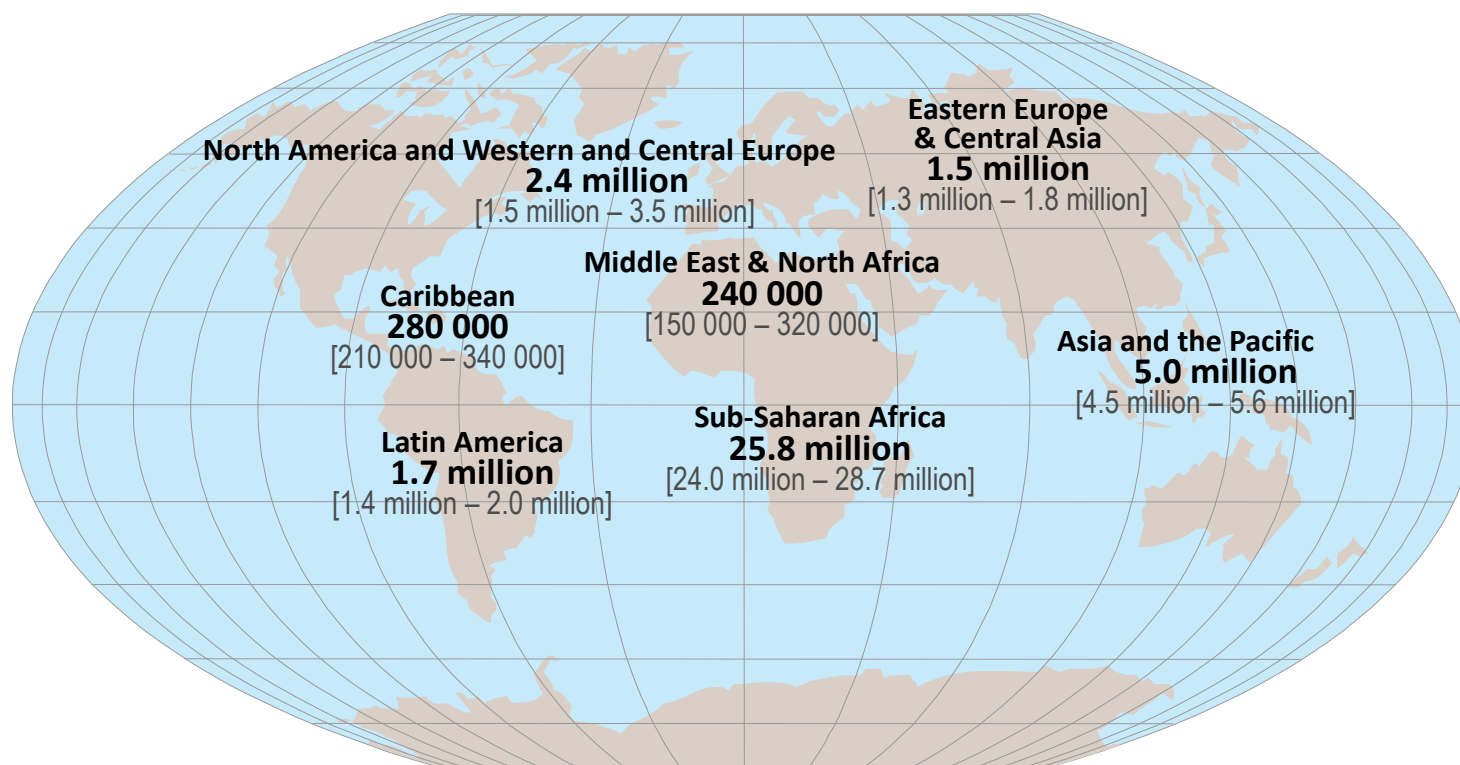 Eastern Europe
& Central Asia
1.5 million
[1.3 million – 1.8 million]
North America and Western and Central Europe
2.4 million
[1.5 million – 3.5 million]
Middle East & North Africa
240 000
[150 000 – 320 000]
Caribbean
280 000
[210 000 – 340 000]
Asia and the Pacific
5.0 million
[4.5 million – 5.6 million]
Sub-Saharan Africa
25.8 million
[24.0 million – 28.7 million]
Latin America
1.7 million
[1.4 million – 2.0 million]